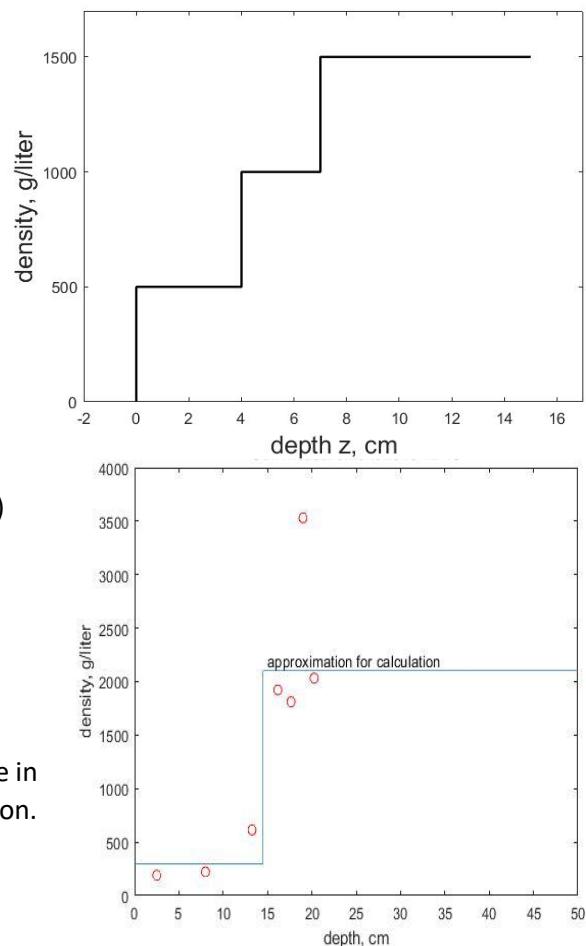 1500
1000
500
0
density, g/liter
-2 0 2 4 6 8 10 12 14 16
depth z, cm
)
4000
3500
3000
2500
2000
1500
1000
500
0
density, g/liter
approximation for calculation
e in
on.
0 5 10 15 20 25 30 35 40 45 50
depth, cm